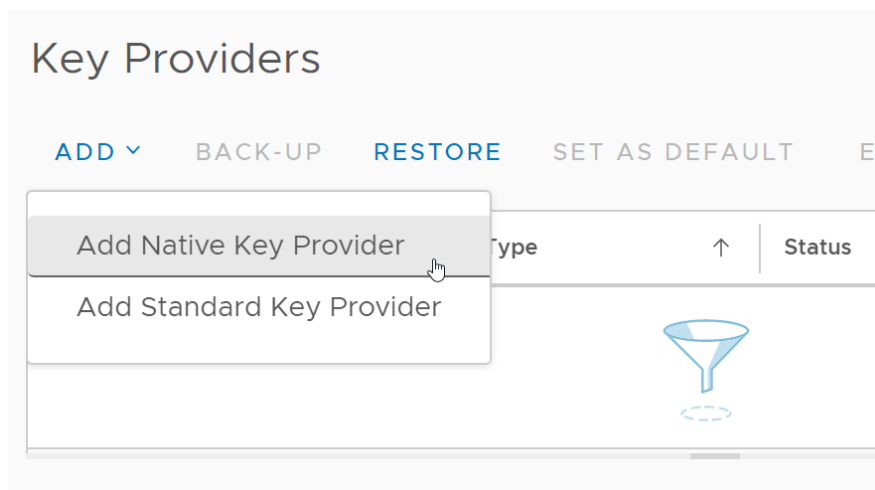 Key Providers
ADD BACK-UP RESTORE SET AS DEFAULT E
Add Native Key Provider
Type Status
Add Standard Key Provider